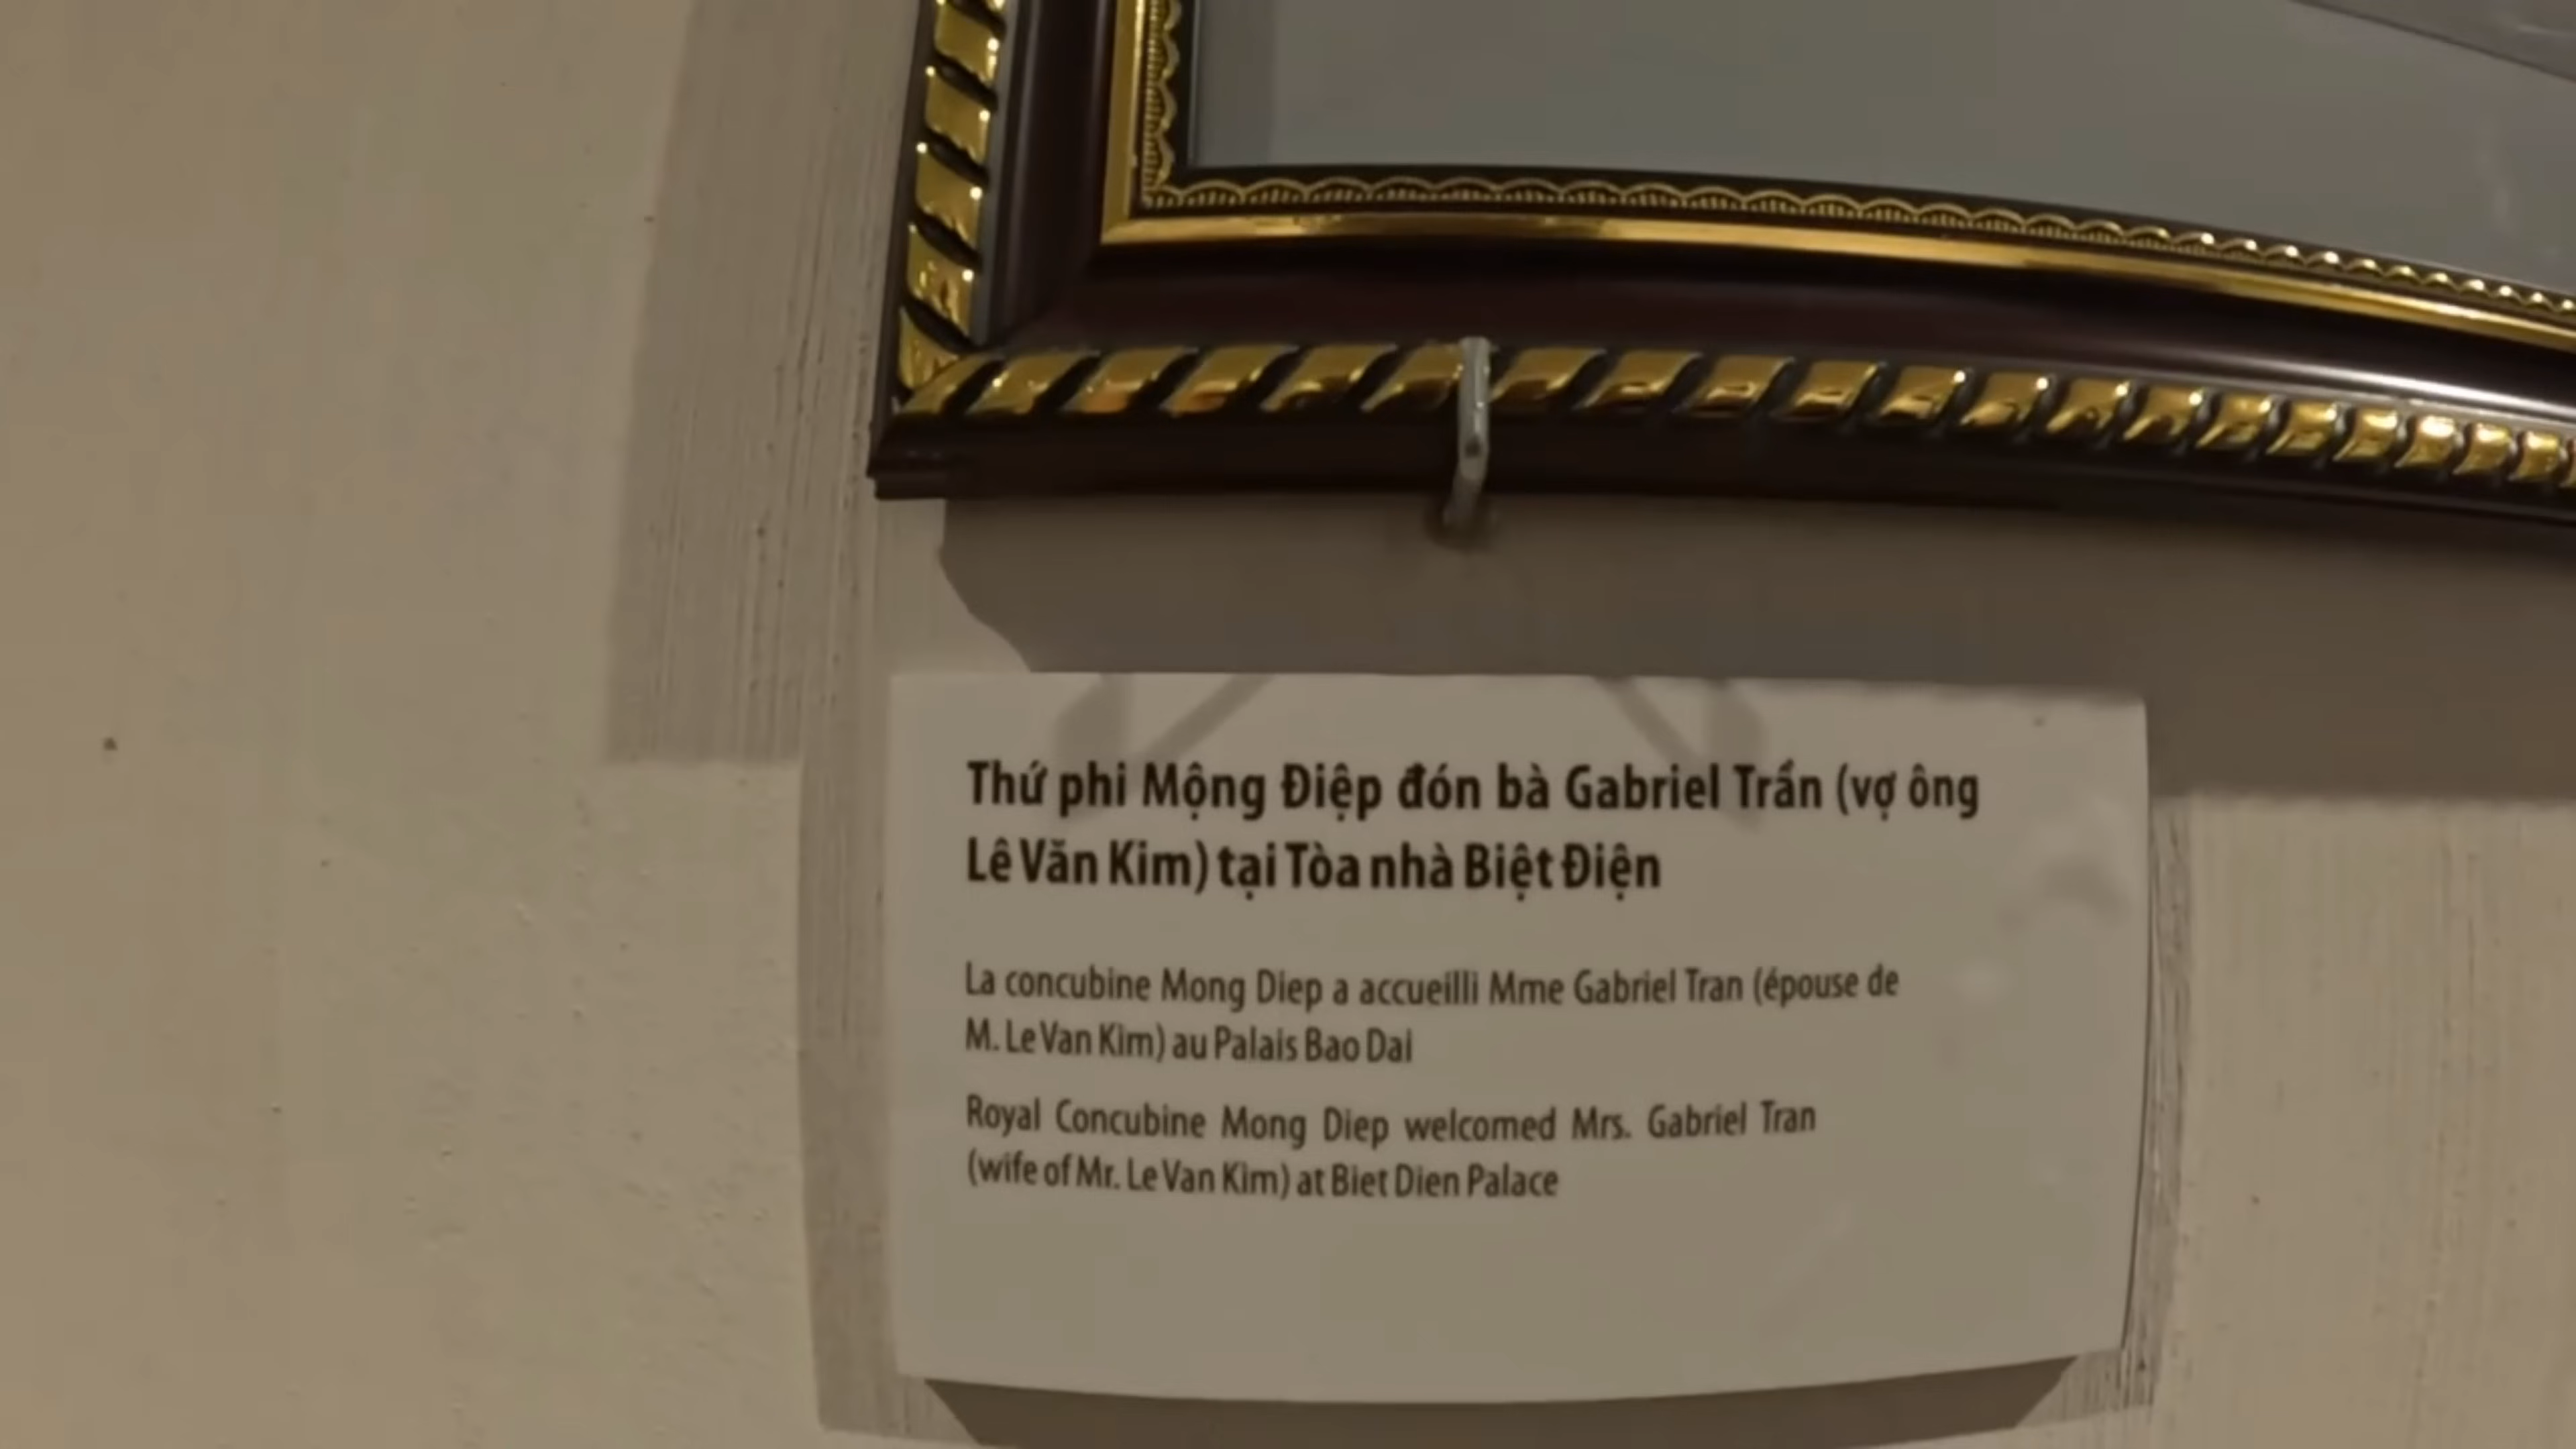 Thứ phi Mộng Điệp đón bà Gabriel Trần (vợ ông
Lê Văn Kim) tại Tòa nhà Biệt Điện
La concubine Mong Diep a accueilli Mme Gabriel Tran (épouse de
M. Le Van Kim) au Palais Bao Dai
Royal Concubine Mong Diep welcomed Mrs. Gabriel Tran
(wife of Mr. Le Van Kim) at Biet Dien Palace